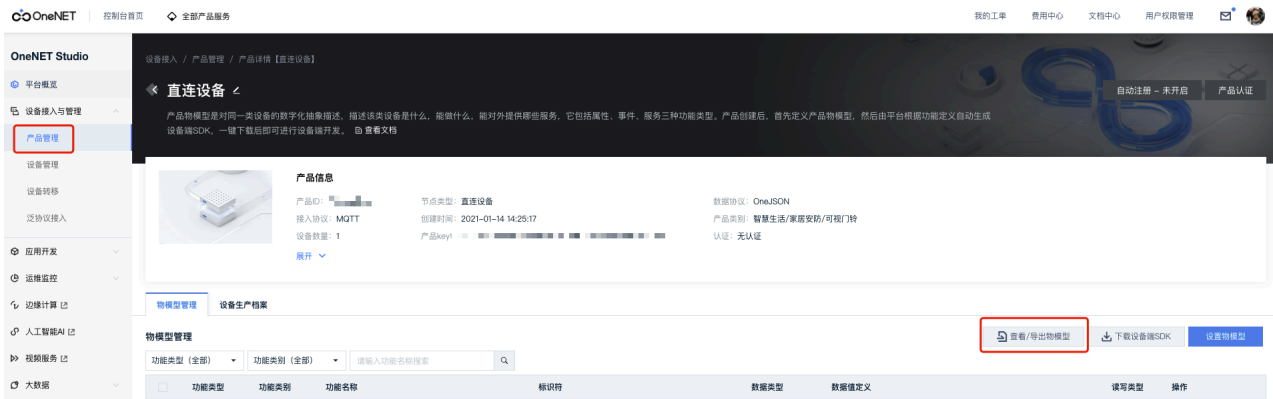 OneNET 控制台首页 全部产品服务 我的工单 费用中心 文档中心 用户权限管理
OneNET Studio
平台概览
设备接入与管理
产品管理
设备管理
设备转移
泛协议接入
应用开发
运维监控
边缘计算
人工智能AI
视频服务
大数据
设备接入 / 产品管理 / 产品详情【直连设备】
直连设备
自动注册 - 未开启 产品认证
产品物模型是对同一类设备的数字化抽象描述，描述该类设备是什么，能做什么，能对外提供哪些服务，它包括属性、事件、服务三种功能类型。产品创建后，首先定义产品物模型，然后由平台根据功能定义自动生成
设备端SDK，一键下载后即可进行设备端开发。 查看文档
产品信息
产品ID: 节点类型: 直连设备 数据协议: OneJSON
接入协议: MQTT 创建时间: 2021-01-14 14:25:17 产品类别: 智慧生活/家居安防/可视门铃
设备数量: 1 产品key: 认证: 无认证
展开
物模型管理 设备生产档案
物模型管理 查看/导出物模型 下载设备端SDK 设置物模型
功能类型（全部） 功能类别（全部） 请输入功能名称搜索
功能类型 功能类别 功能名称 标识符 数据类型 数据值定义 读写类型 操作